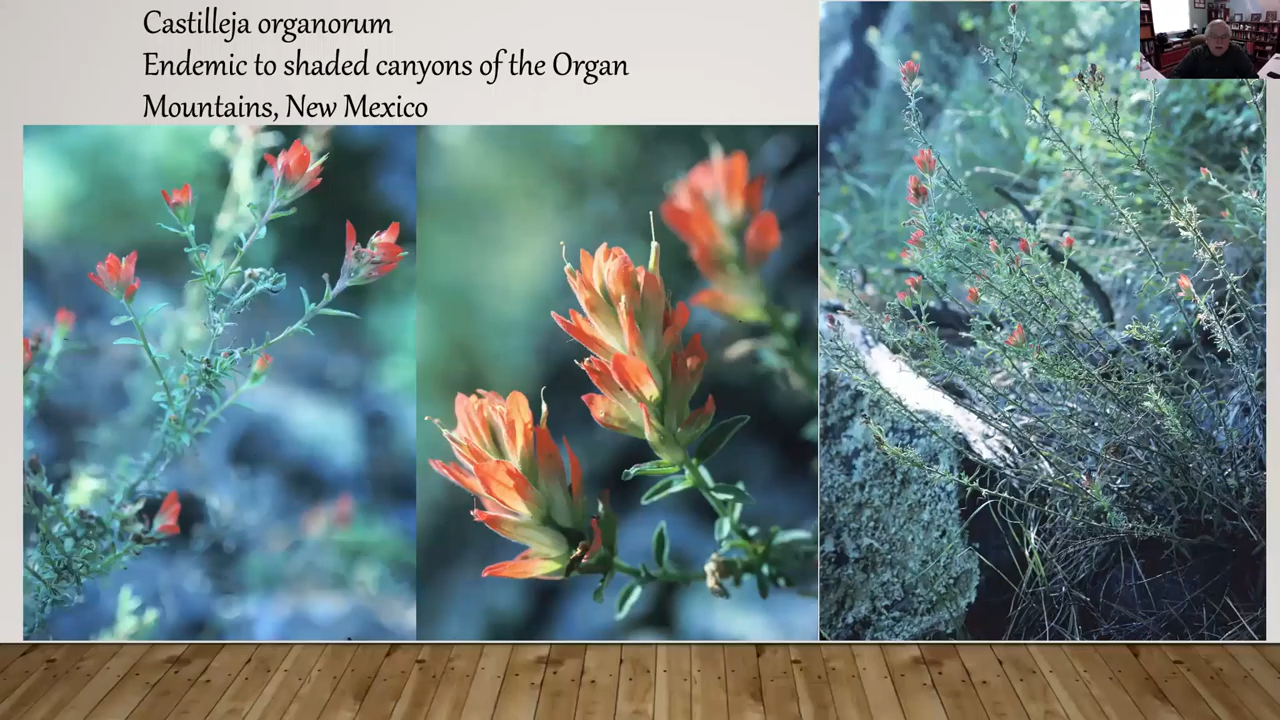 Castilleja organorum
Endemic to shaded canyons of the Organ
Mountains, New Mexico